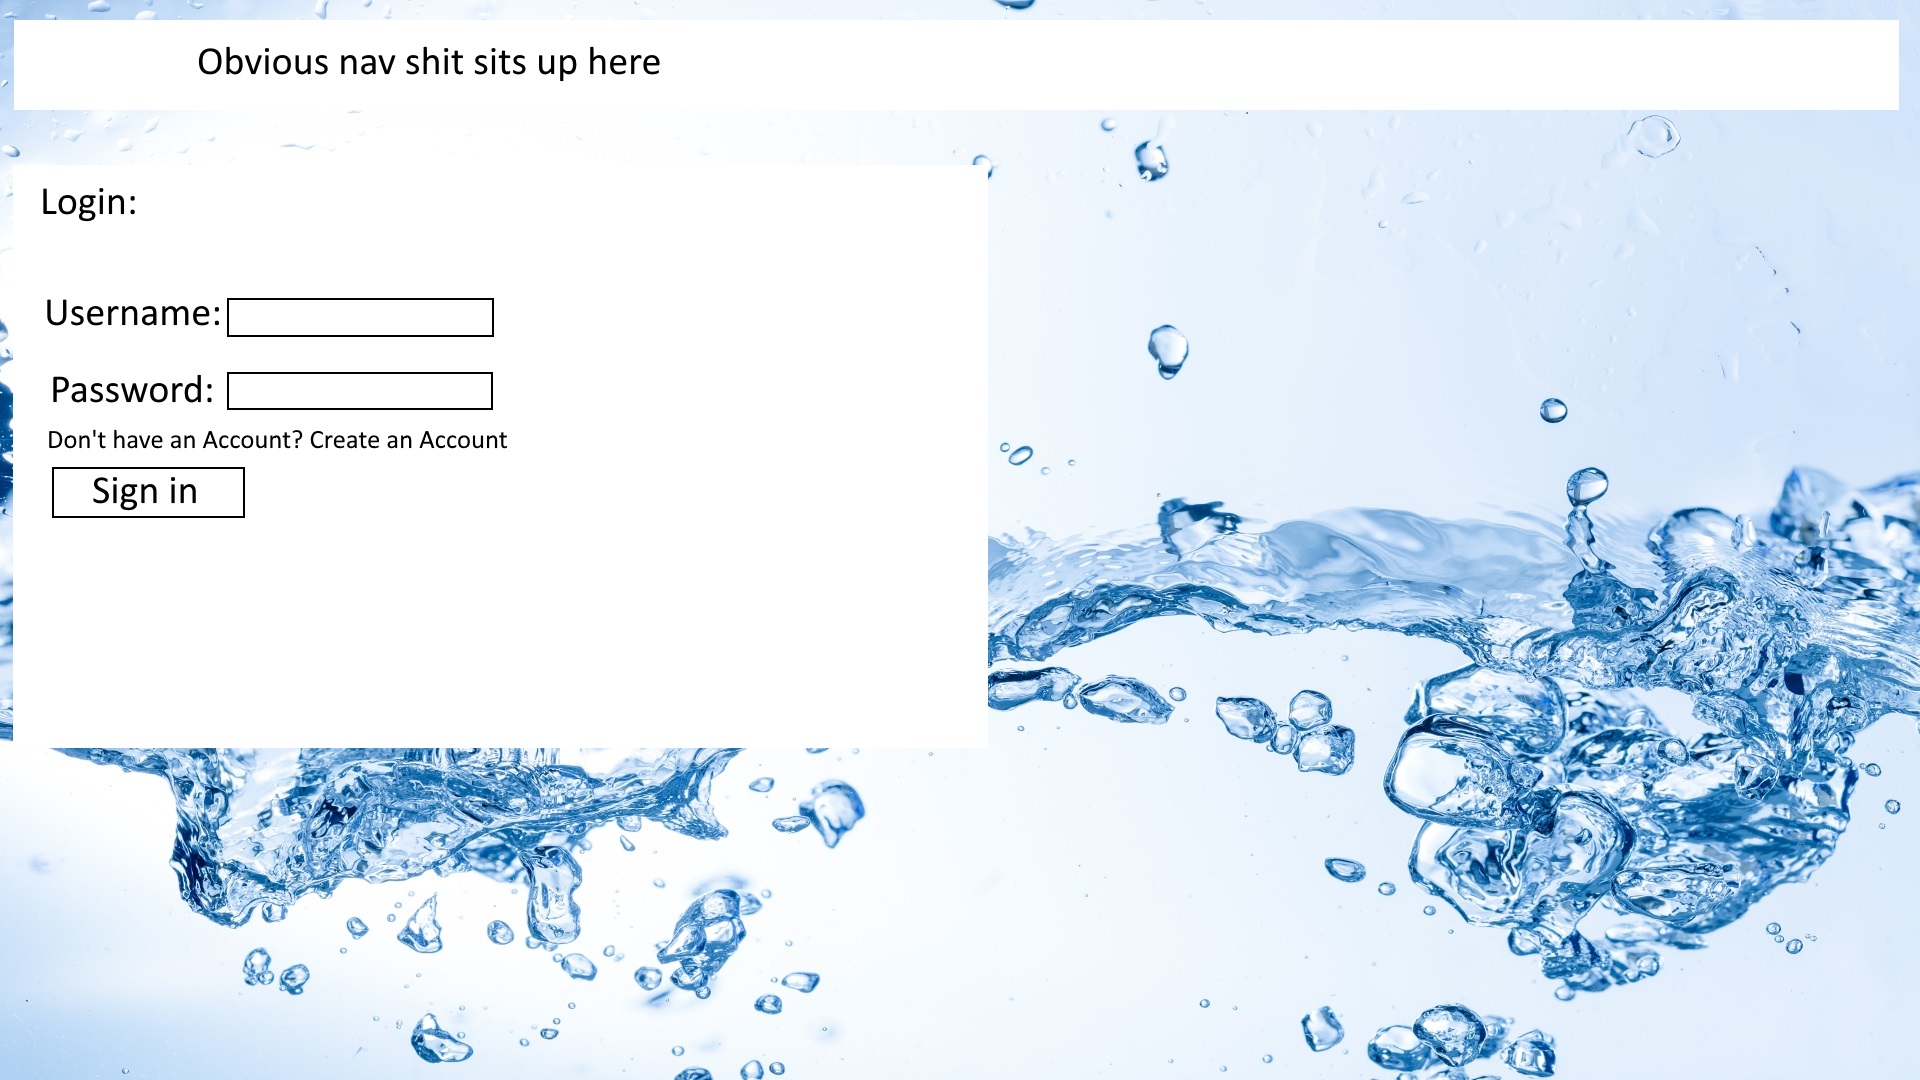 Obvious nav shit sits up here
Login:
Username:
Password:
Don't have an Account? Create an Account
Sign in